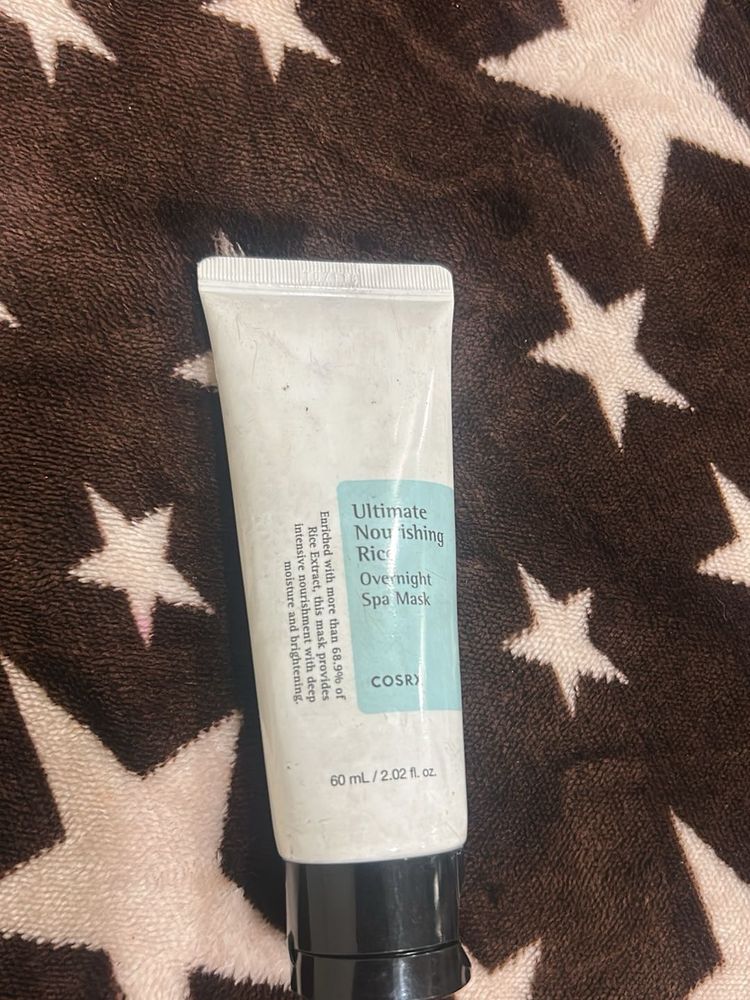 Ultimate
Nourishing
Rice
Overnight
Spa Mask
COSRX
Enriched with more than 68.9% of
Rice Extract, this mask provides
intensive nourishment with deep
moisture and brightening.
60 mL / 2.02 fl. oz.